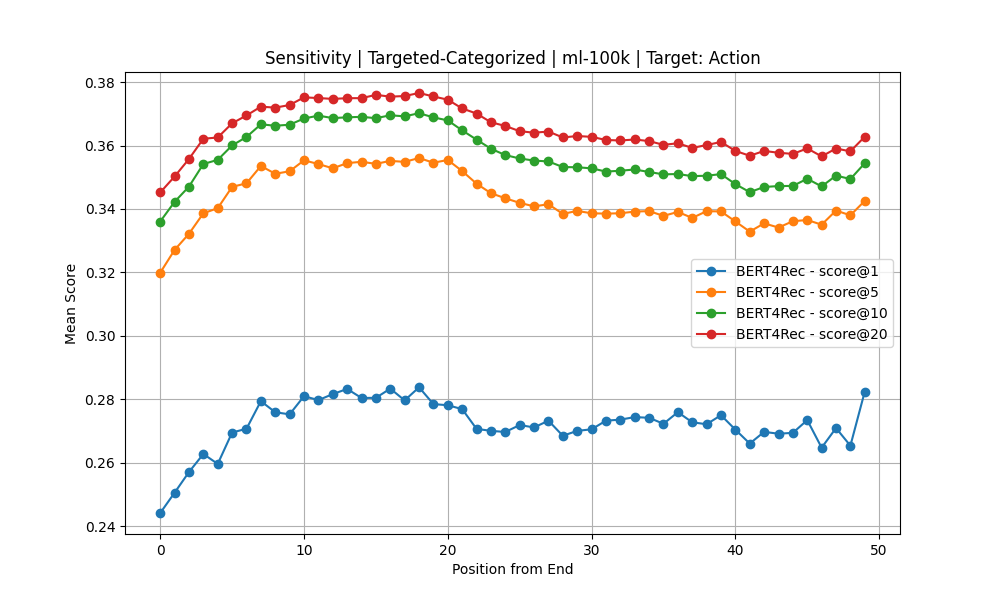 Sensitivity | Targeted-Categorized | ml-100k | Target: Action
Mean Score
0.38
0.36
0.34
0.32
0.30
0.28
0.26
0.24
BERT4Rec - score@1
BERT4Rec - score@5
BERT4Rec - score@10
BERT4Rec - score@20
0 10 20 30 40 50
Position from End